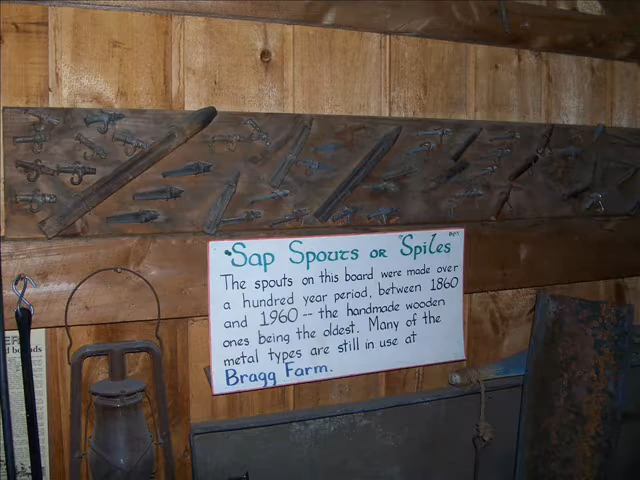 "Sap Spouts or "Spiles
The spouts on this board were made over
a hundred year period, between 1860
and 1960 -- the handmade wooden
ones being the oldest. Many of the
metal types are still in use at
Bragg Farm.